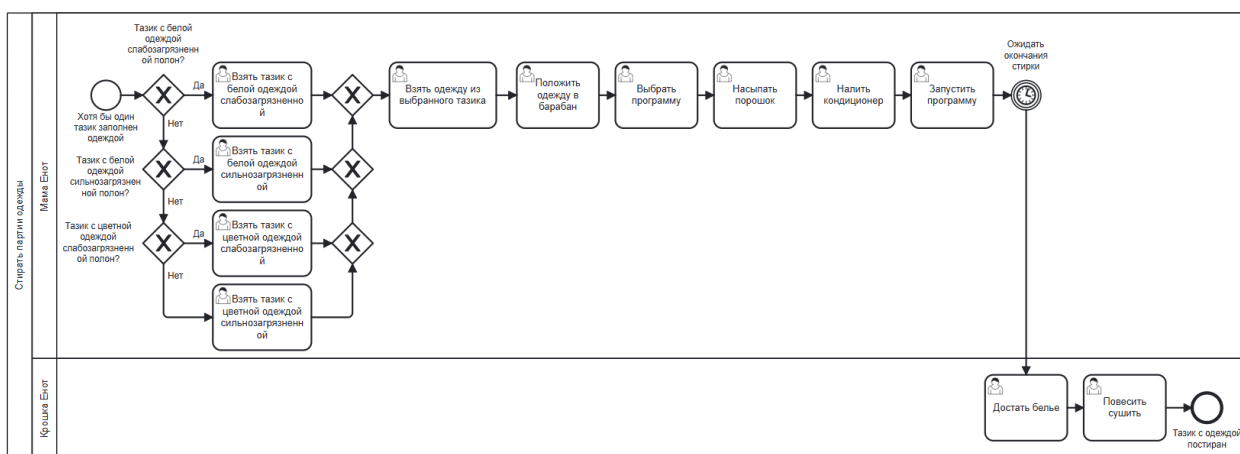 Стирать партии одежды
Мама Енот
Крошка Енот
Хотя бы один
тазик заполнен
одеждой
Тазик с белой
одеждой
слабозагрязнен
ной полон?
Да
Нет
Взять тазик с
белой одеждой
слабозагрязненно
й
Тазик с белой
одеждой
сильнозагрязнен
ной полон?
Да
Нет
Взять тазик с
белой одеждой
сильнозагрязнен
ной
Тазик с цветной
одеждой
слабозагрязненн
ой полон?
Да
Нет
Взять тазик с
цветной одеждой
слабозагрязненно
й
Взять тазик с
цветной одеждой
сильнозагрязненн
ой
Взять одежду из
выбранного тазика
Положить
одежду в
барабан
Выбрать
программу
Насыпать
порошок
Налить
кондиционер
Запустить
программу
Ожидать
окончания
стирки
Достать белье
Повесить
сушить
Тазик с одеждой
постиран